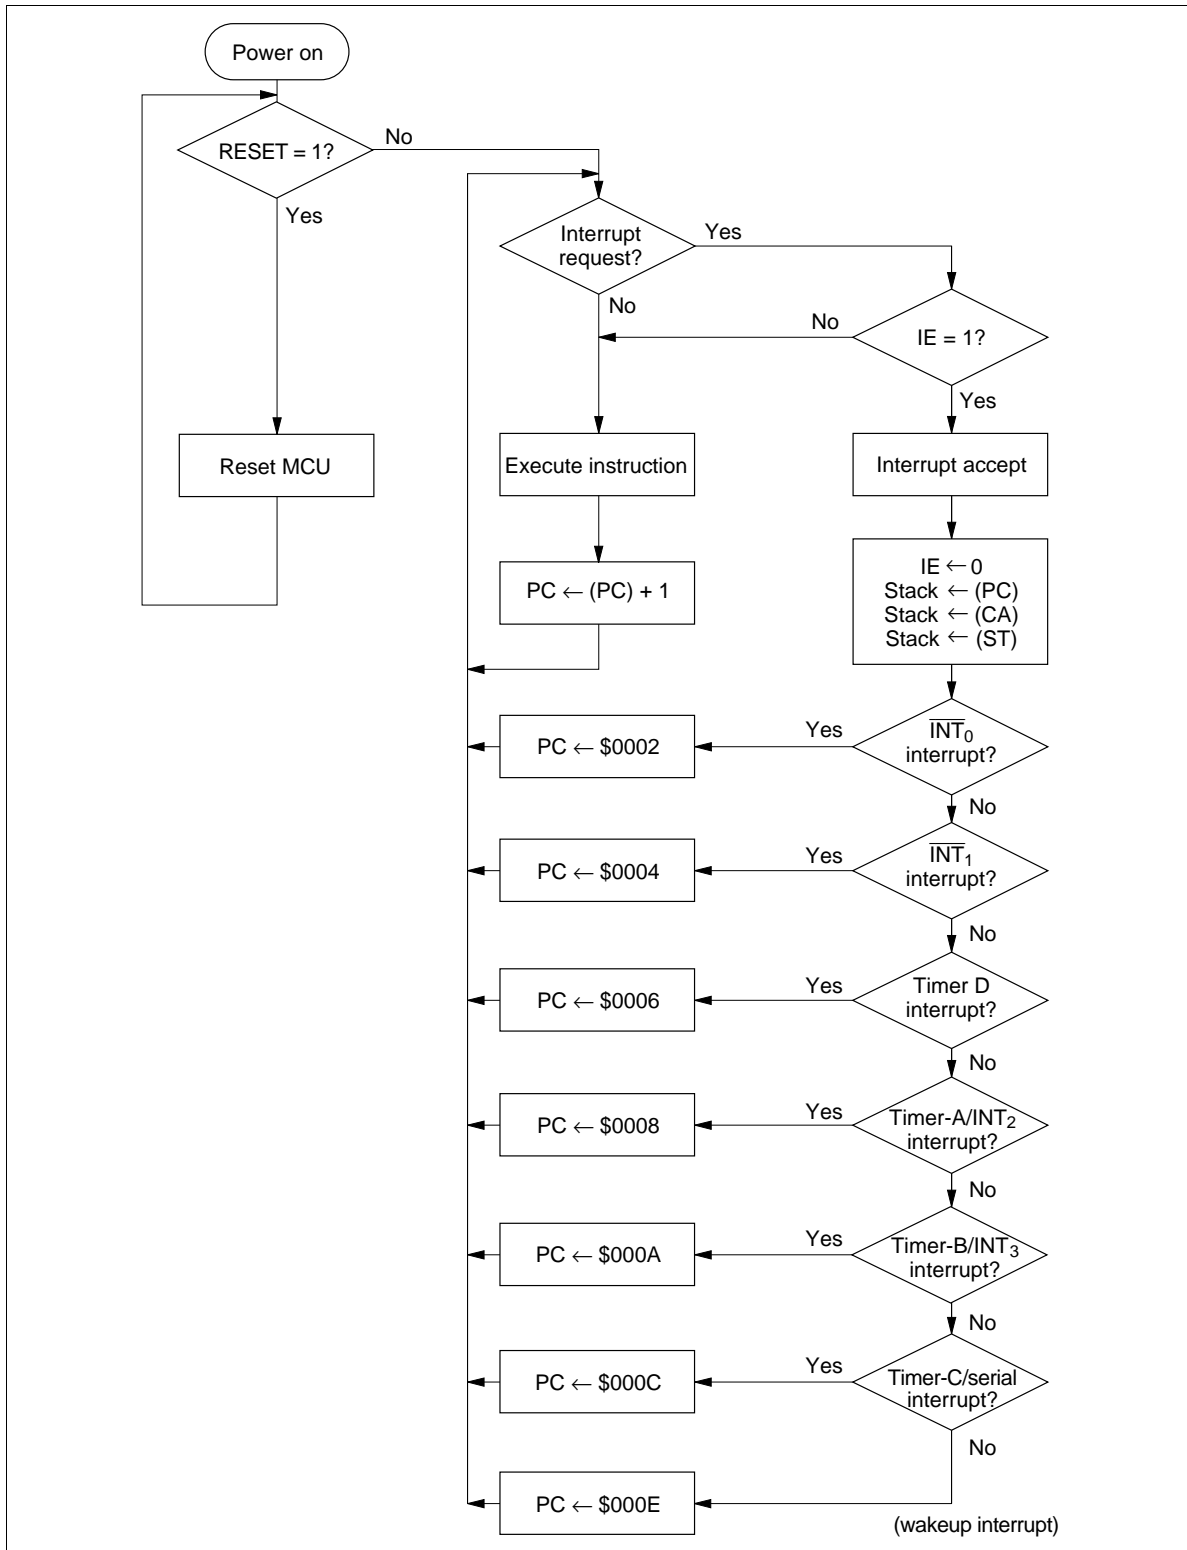 Power on
RESET = 1?
No
Yes
Interrupt
request?
Yes
No
No
IE = 1?
Yes
Reset MCU
Execute instruction
Interrupt accept
PC ← (PC) + 1
IE ← 0
Stack ← (PC)
Stack ← (CA)
Stack ← (ST)
PC ← $0002
Yes
INT0
interrupt?
No
PC ← $0004
Yes
INT1
interrupt?
No
PC ← $0006
Yes
Timer D
interrupt?
No
PC ← $0008
Yes
Timer-A/INT2
interrupt?
No
PC ← $000A
Yes
Timer-B/INT3
interrupt?
No
PC ← $000C
Yes
Timer-C/serial
interrupt?
No
PC ← $000E
(wakeup interrupt)